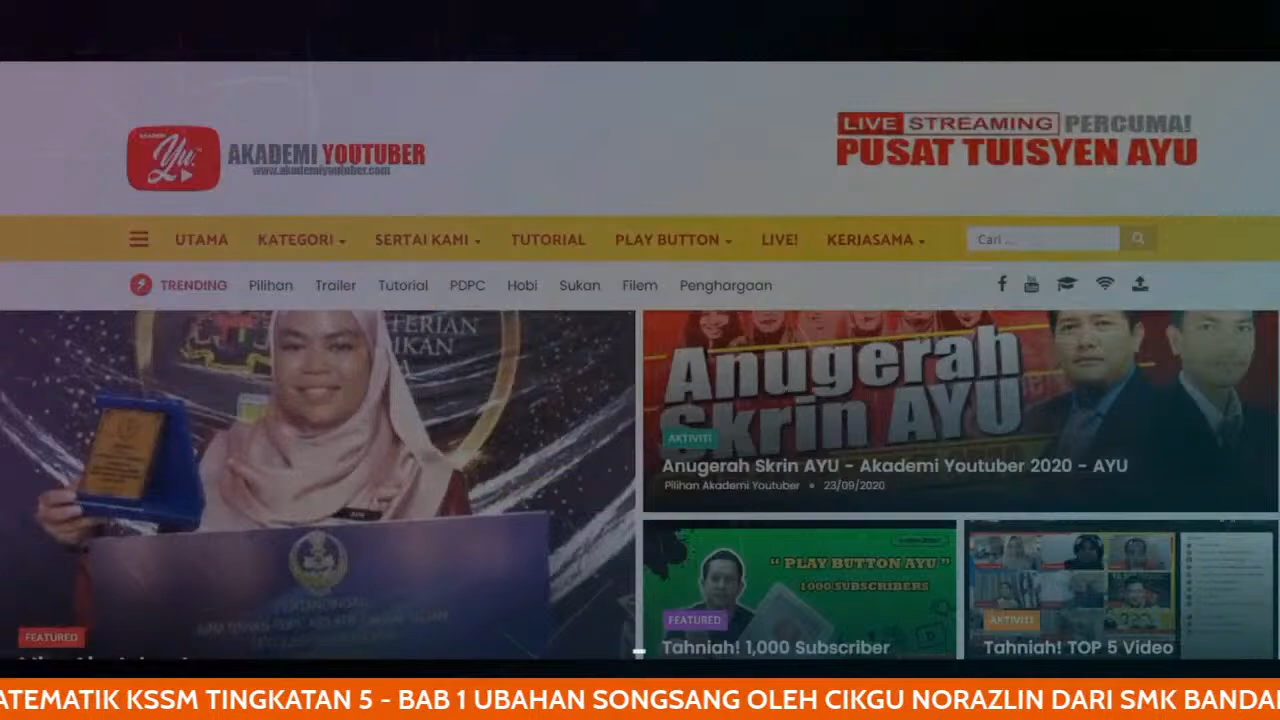 AKADEMI YOUTUBER
www.akademiyoutuber.com
LIVE STREAMING PERCUMA!
PUSAT TUISYEN AYU
UTAMA KATEGORI SERTAI KAMI TUTORIAL PLAY BUTTON LIVE! KERJASAMA Cari ...
TRENDING Pilihan Trailer Tutorial PDPC Hobi Sukan Filem Penghargaan
Anugerah
Skrin AYU
AKTIVITI
Anugerah Skrin AYU - Akademi Youtuber 2020 - AYU
Pilihan Akademi Youtuber • 23/09/2020
" PLAY BUTTON AYU "
1000 SUBSCRIBERS
FEATURED
Tahniah! 1,000 Subscriber
AKTIVITI
Tahniah! TOP 5 Video
FEATURED
ATEMATIK KSSM TINGKATAN 5 - BAB 1 UBAHAN SONGSANG OLEH CIKGU NORAZLIN DARI SMK BANDA